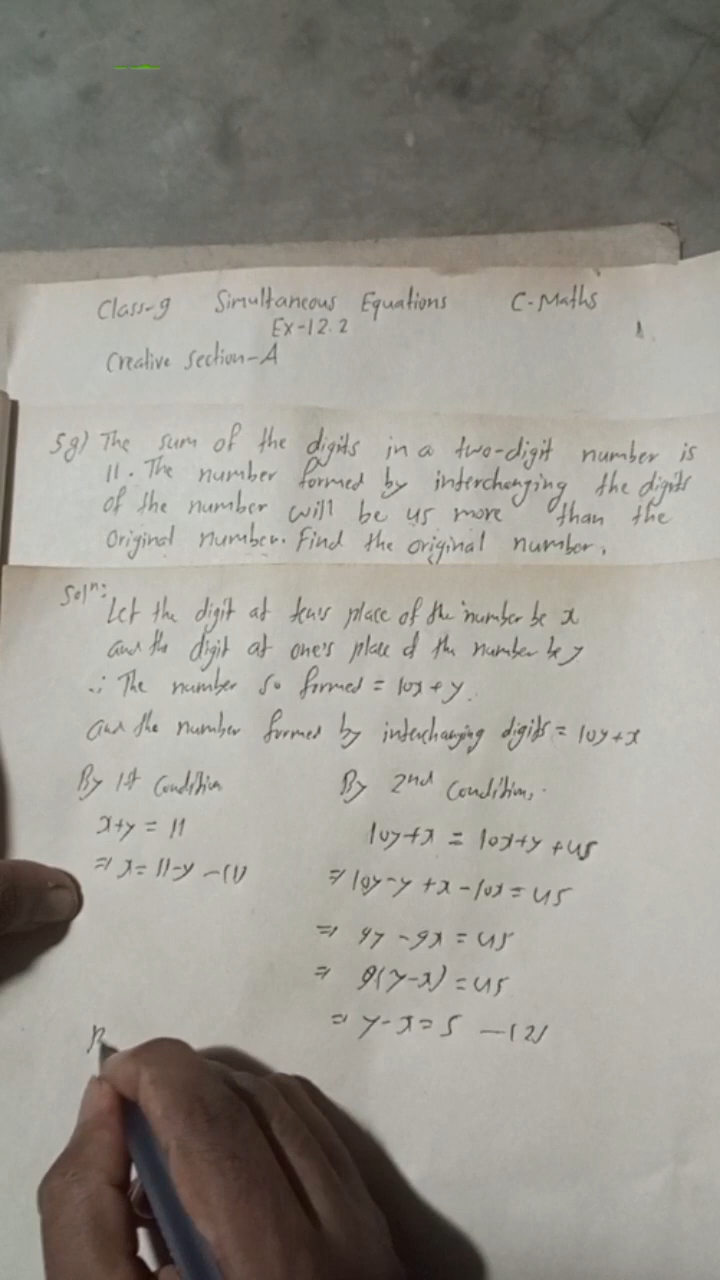 Class-9 Simultaneous Equations C-Maths
Ex-12.2
Creative Section-A
5g) The sum of the digits in a two-digit number is
11. The number formed by interchanging the digits
of the number will be 45 more than the
Original number. Find the original number.
Solⁿ:
Let the digit at ten's place of the number be x
and the digit at one's place of the number be y
∴ The number so formed = 10x + y.
and the number formed by interchanging digits = 10y + x
By 1st Condition
x+y = 11
⇒ x = 11-y —(1)
By 2nd Condition,
10y+x = 10x+y +45
⇒ 10y-y +x-10x = 45
⇒ 9y - 9x = 45
⇒ 9(y-x) = 45
⇒ y-x = 5 —(2)